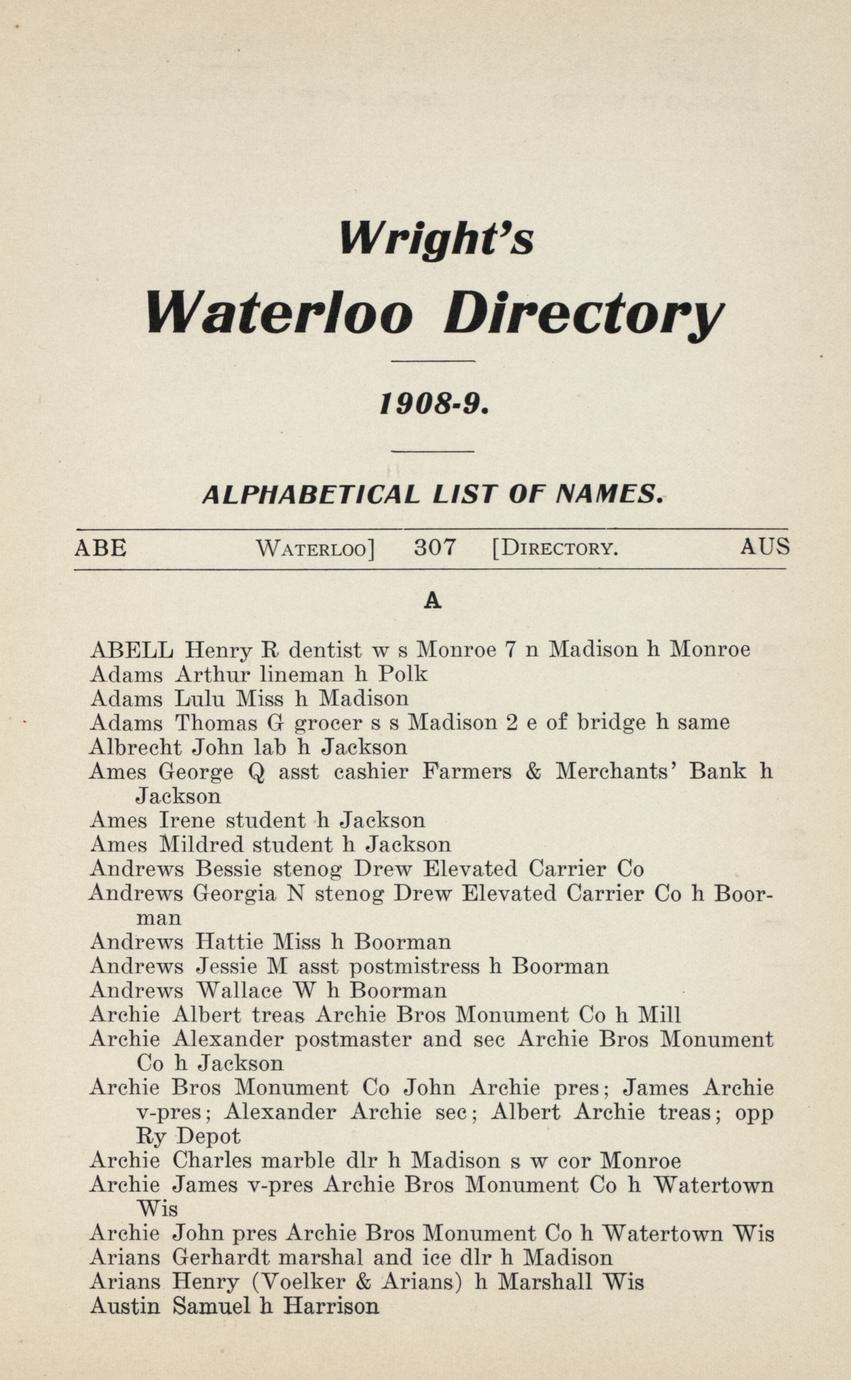 Wright's
Waterloo Directory
1908-9.
ALPHABETICAL LIST OF NAMES.
ABE Waterloo] 307 [Directory. AUS
A
ABELL Henry R dentist w s Monroe 7 n Madison h Monroe
Adams Arthur lineman h Polk
Adams Lulu Miss h Madison
Adams Thomas G grocer s s Madison 2 e of bridge h same
Albrecht John lab h Jackson
Ames George Q asst cashier Farmers & Merchants' Bank h
Jackson
Ames Irene student h Jackson
Ames Mildred student h Jackson
Andrews Bessie stenog Drew Elevated Carrier Co
Andrews Georgia N stenog Drew Elevated Carrier Co h Boor-
man
Andrews Hattie Miss h Boorman
Andrews Jessie M asst postmistress h Boorman
Andrews Wallace W h Boorman
Archie Albert treas Archie Bros Monument Co h Mill
Archie Alexander postmaster and sec Archie Bros Monument
Co h Jackson
Archie Bros Monument Co John Archie pres; James Archie
v-pres; Alexander Archie sec; Albert Archie treas; opp
Ry Depot
Archie Charles marble dlr h Madison s w cor Monroe
Archie James v-pres Archie Bros Monument Co h Watertown
Wis
Archie John pres Archie Bros Monument Co h Watertown Wis
Arians Gerhardt marshal and ice dlr h Madison
Arians Henry (Voelker & Arians) h Marshall Wis
Austin Samuel h Harrison